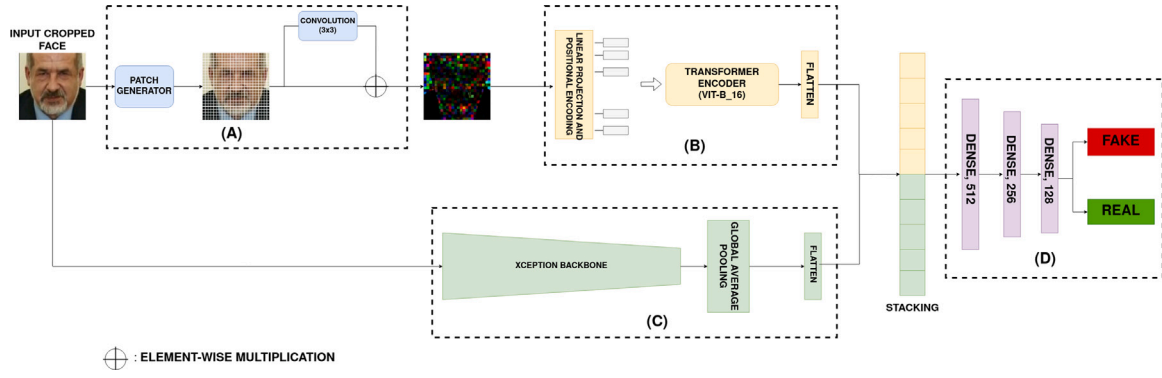 INPUT CROPPED
FACE
PATCH
GENERATOR
CONVOLUTION
(3x3)
(A)
LINEAR PROJECTION AND
POSITIONAL ENCODING
TRANSFORMER
ENCODER
(VIT-B_16)
FLATTEN
(B)
XCEPTION BACKBONE
GLOBAL AVERAGE
POOLING
FLATTEN
(C)
STACKING
DENSE, 512
DENSE, 256
DENSE, 128
FAKE
REAL
(D)
: ELEMENT-WISE MULTIPLICATION